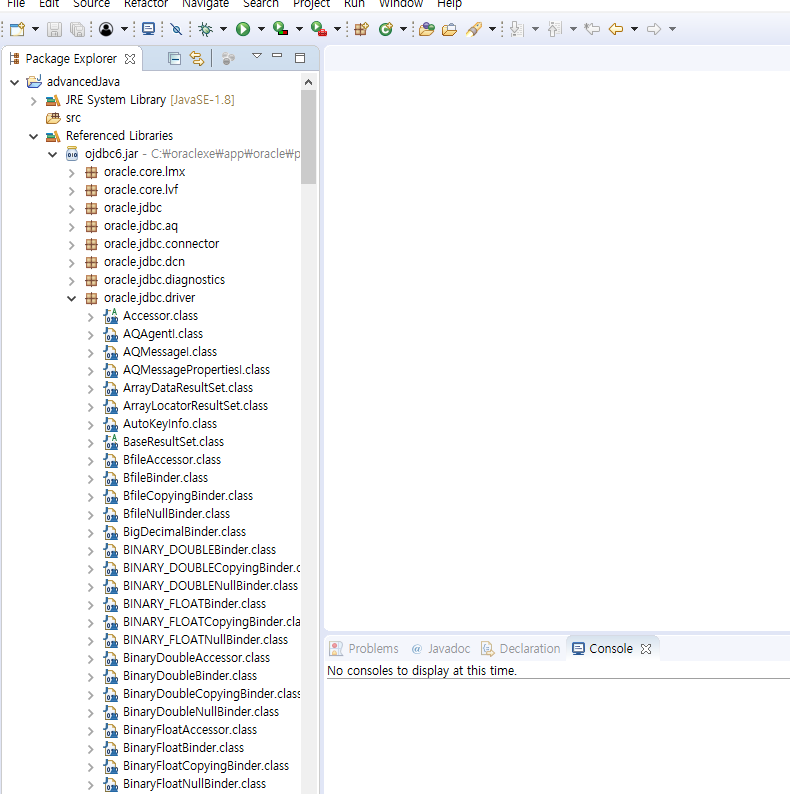 File Edit Source Refactor Navigate Search Project Run Window Help
Package Explorer
advancedJava
JRE System Library [JavaSE-1.8]
src
Referenced Libraries
ojdbc6.jar - C:₩oraclexe₩app₩oracle₩p
oracle.core.lmx
oracle.core.lvf
oracle.jdbc
oracle.jdbc.aq
oracle.jdbc.connector
oracle.jdbc.dcn
oracle.jdbc.diagnostics
oracle.jdbc.driver
Accessor.class
AQAgentI.class
AQMessageI.class
AQMessagePropertiesI.class
ArrayDataResultSet.class
ArrayLocatorResultSet.class
AutoKeyInfo.class
BaseResultSet.class
BfileAccessor.class
BfileBinder.class
BfileCopyingBinder.class
BfileNullBinder.class
BigDecimalBinder.class
BINARY_DOUBLEBinder.class
BINARY_DOUBLECopyingBinder.c
BINARY_DOUBLENullBinder.class
BINARY_FLOATBinder.class
BINARY_FLOATCopyingBinder.cla
BINARY_FLOATNullBinder.class
BinaryDoubleAccessor.class
BinaryDoubleBinder.class
BinaryDoubleCopyingBinder.class
BinaryDoubleNullBinder.class
BinaryFloatAccessor.class
BinaryFloatBinder.class
BinaryFloatCopyingBinder.class
BinaryFloatNullBinder.class
Problems @ Javadoc Declaration Console
No consoles to display at this time.